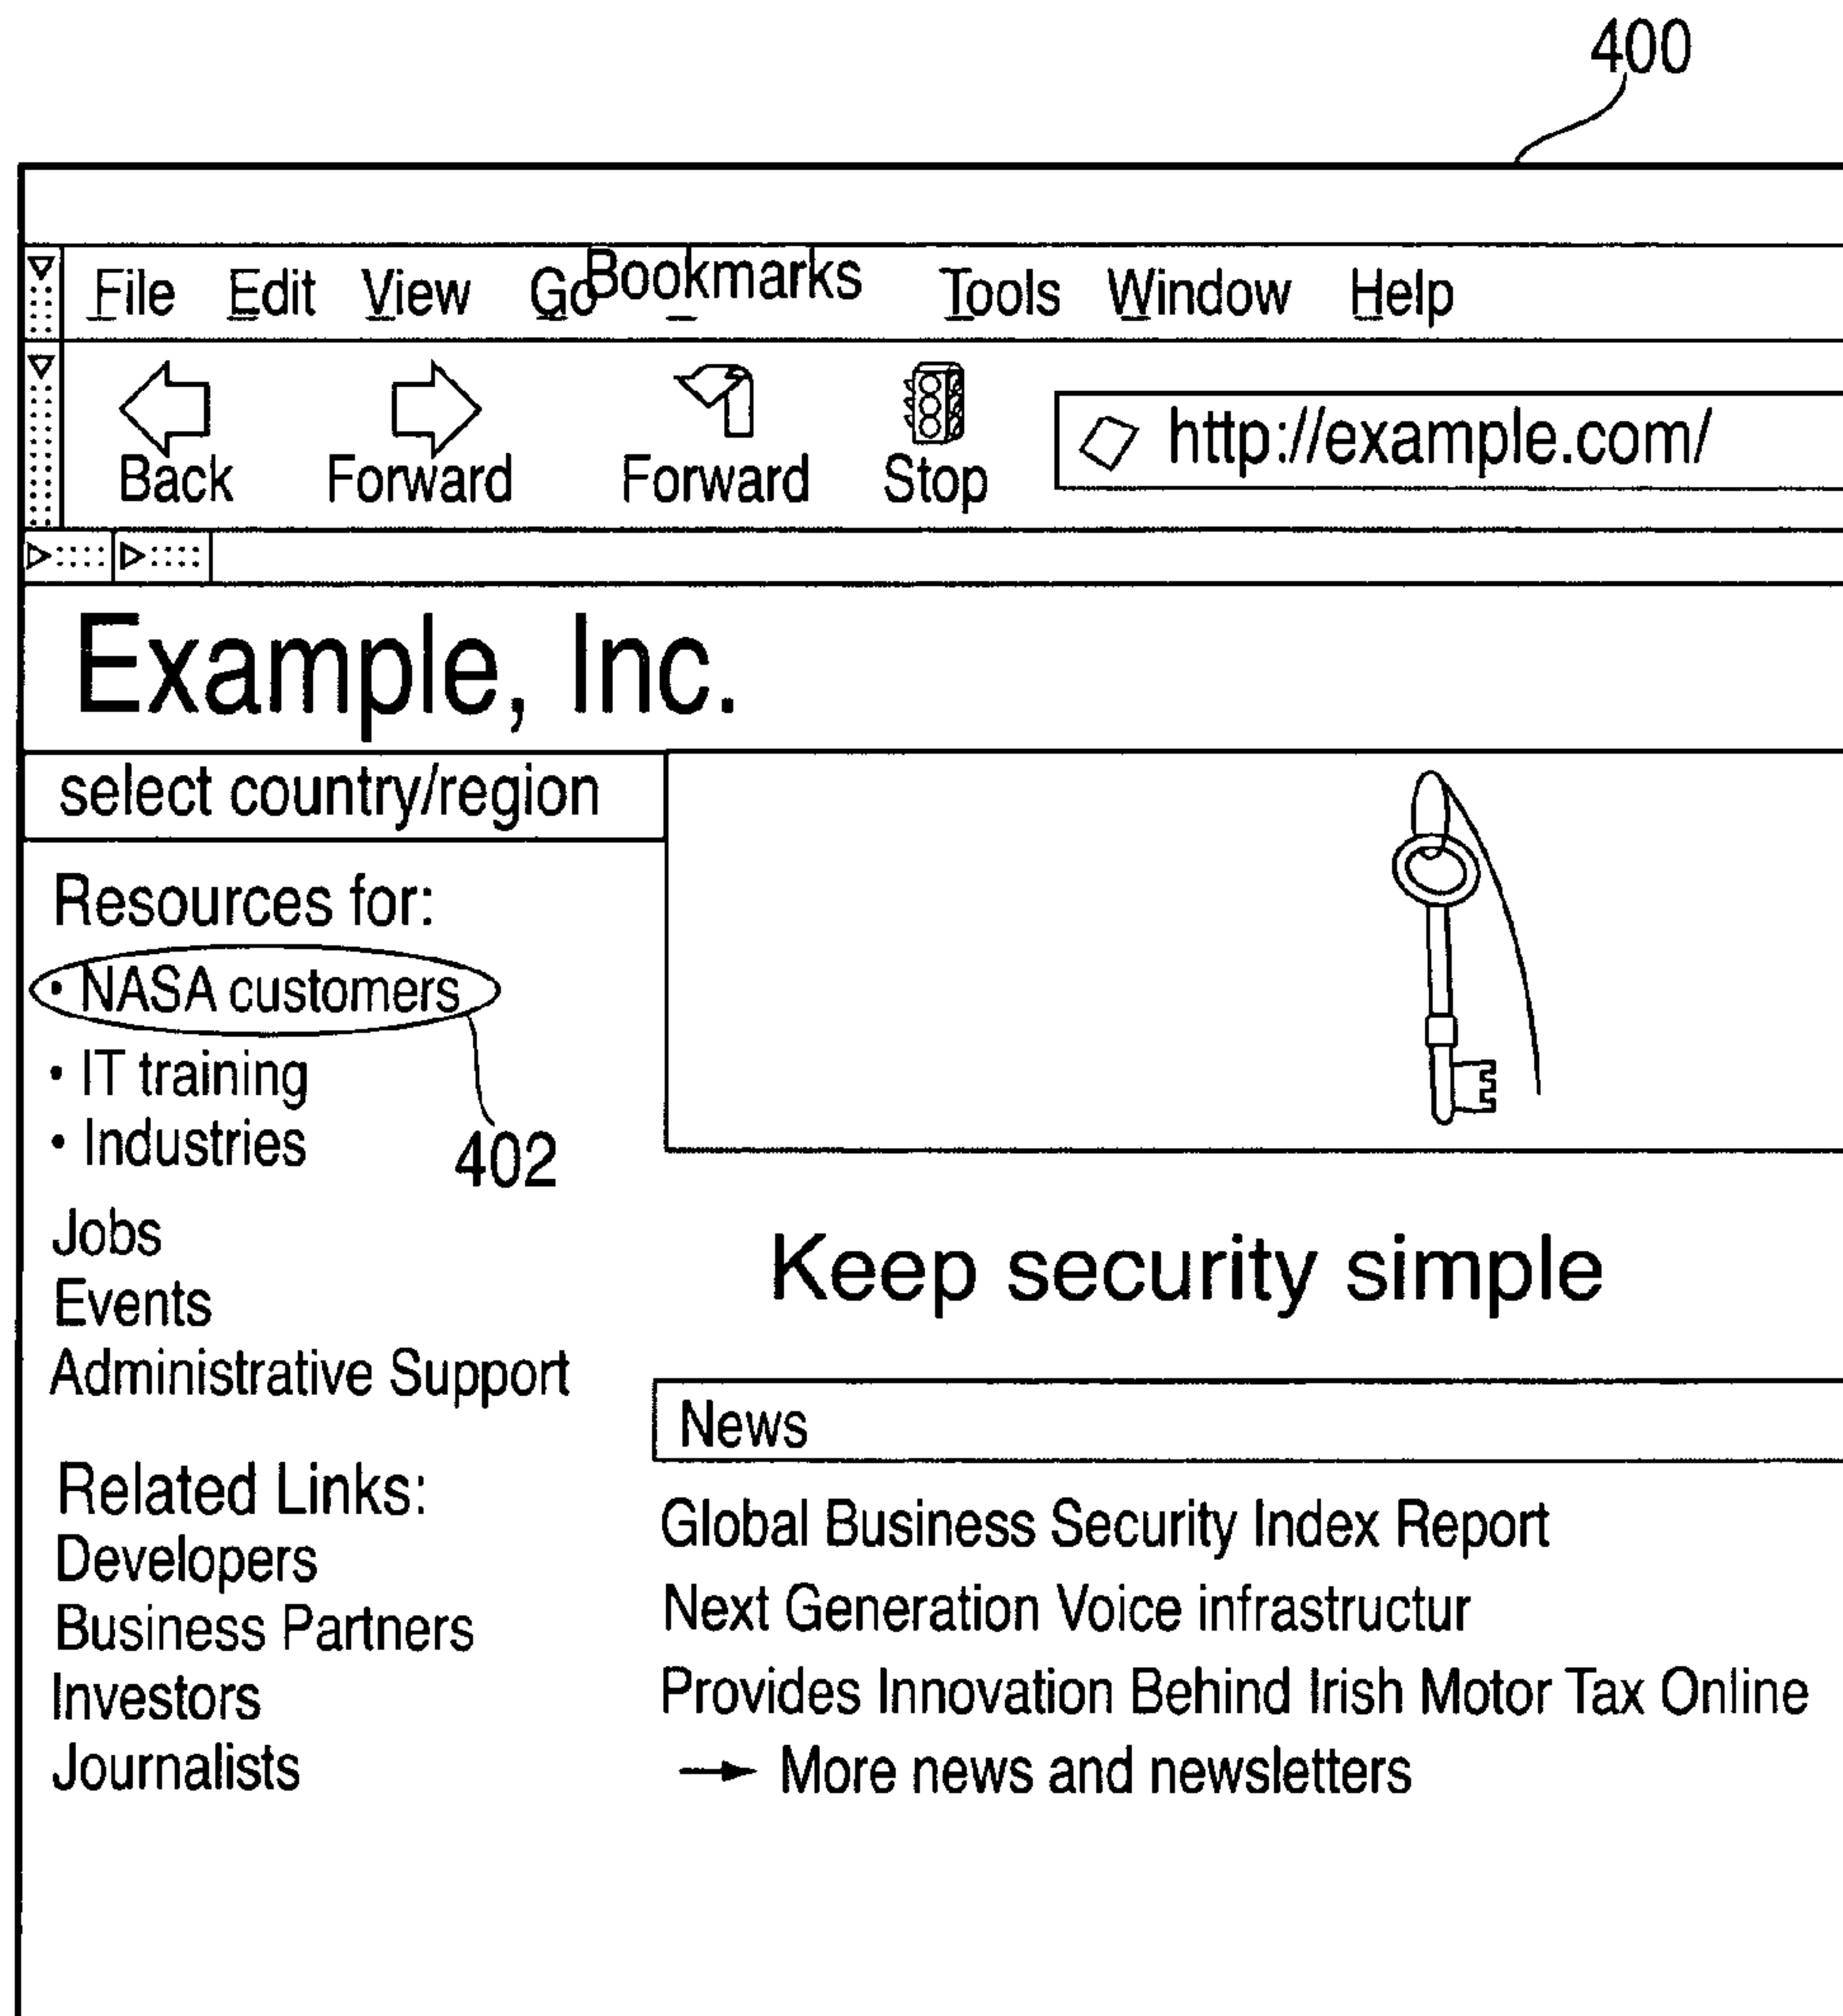 400
File Edit View Go Bookmarks Tools Window Help
Back Forward Forward Stop http://example.com/
Example, Inc.
select country/region
Resources for:
• NASA customers
• IT training
• Industries
402
Jobs
Events
Administrative Support
Related Links:
Developers
Business Partners
Investors
Journalists
Keep security simple
News
Global Business Security Index Report
Next Generation Voice infrastructur
Provides Innovation Behind Irish Motor Tax Online
More news and newsletters